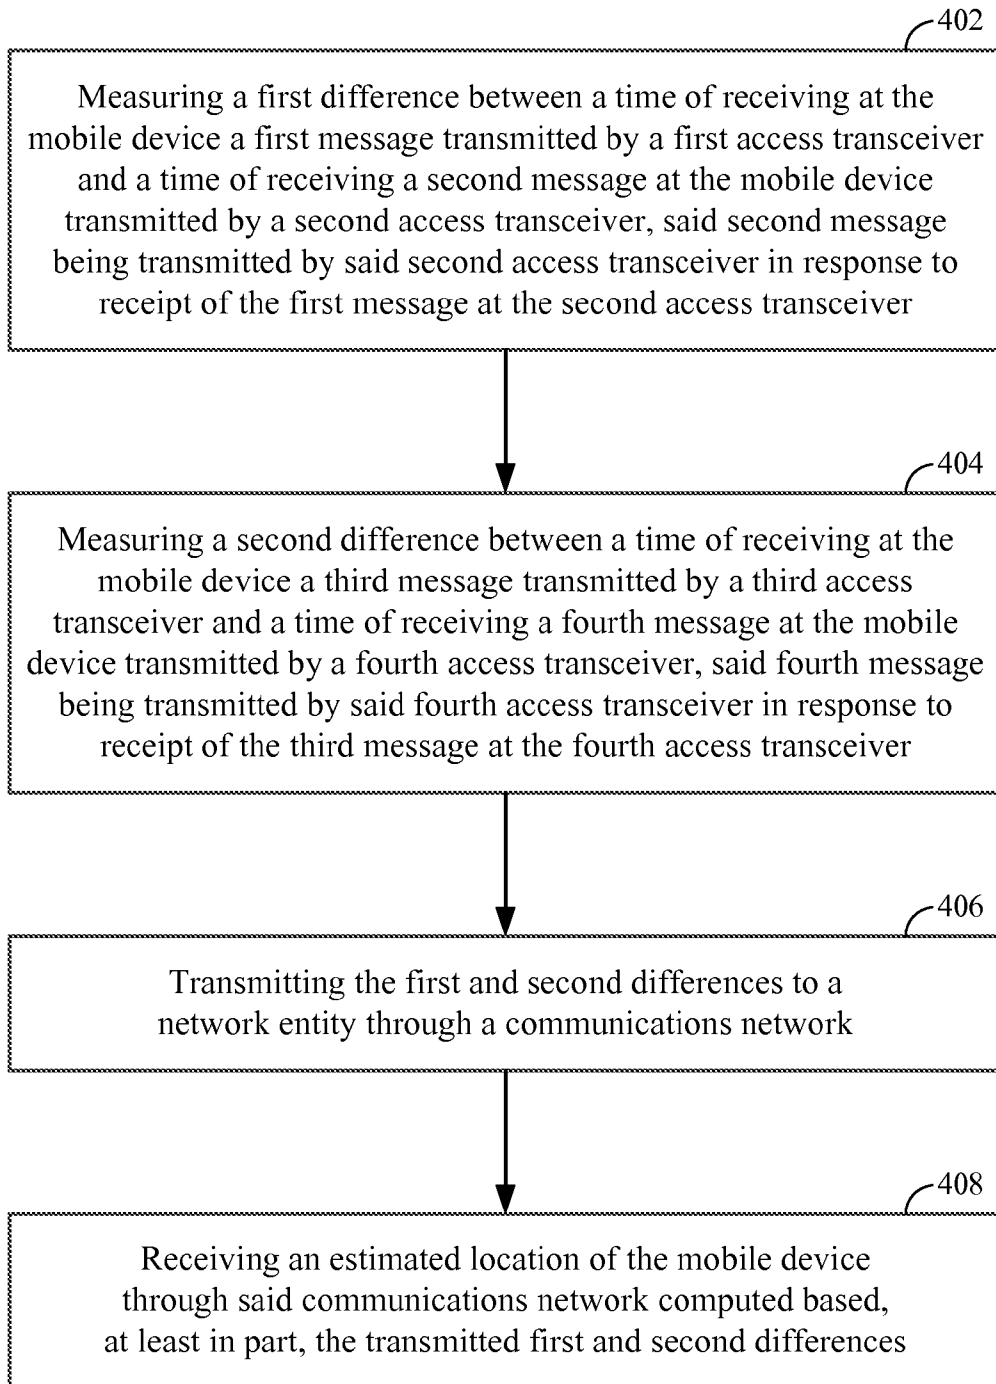 402
Measuring a first difference between a time of receiving at the
mobile device a first message transmitted by a first access transceiver
and a time of receiving a second message at the mobile device
transmitted by a second access transceiver, said second message
being transmitted by said second access transceiver in response to
receipt of the first message at the second access transceiver
404
Measuring a second difference between a time of receiving at the
mobile device a third message transmitted by a third access
transceiver and a time of receiving a fourth message at the mobile
device transmitted by a fourth access transceiver, said fourth message
being transmitted by said fourth access transceiver in response to
receipt of the third message at the fourth access transceiver
406
Transmitting the first and second differences to a
network entity through a communications network
408
Receiving an estimated location of the mobile device
through said communications network computed based,
at least in part, the transmitted first and second differences